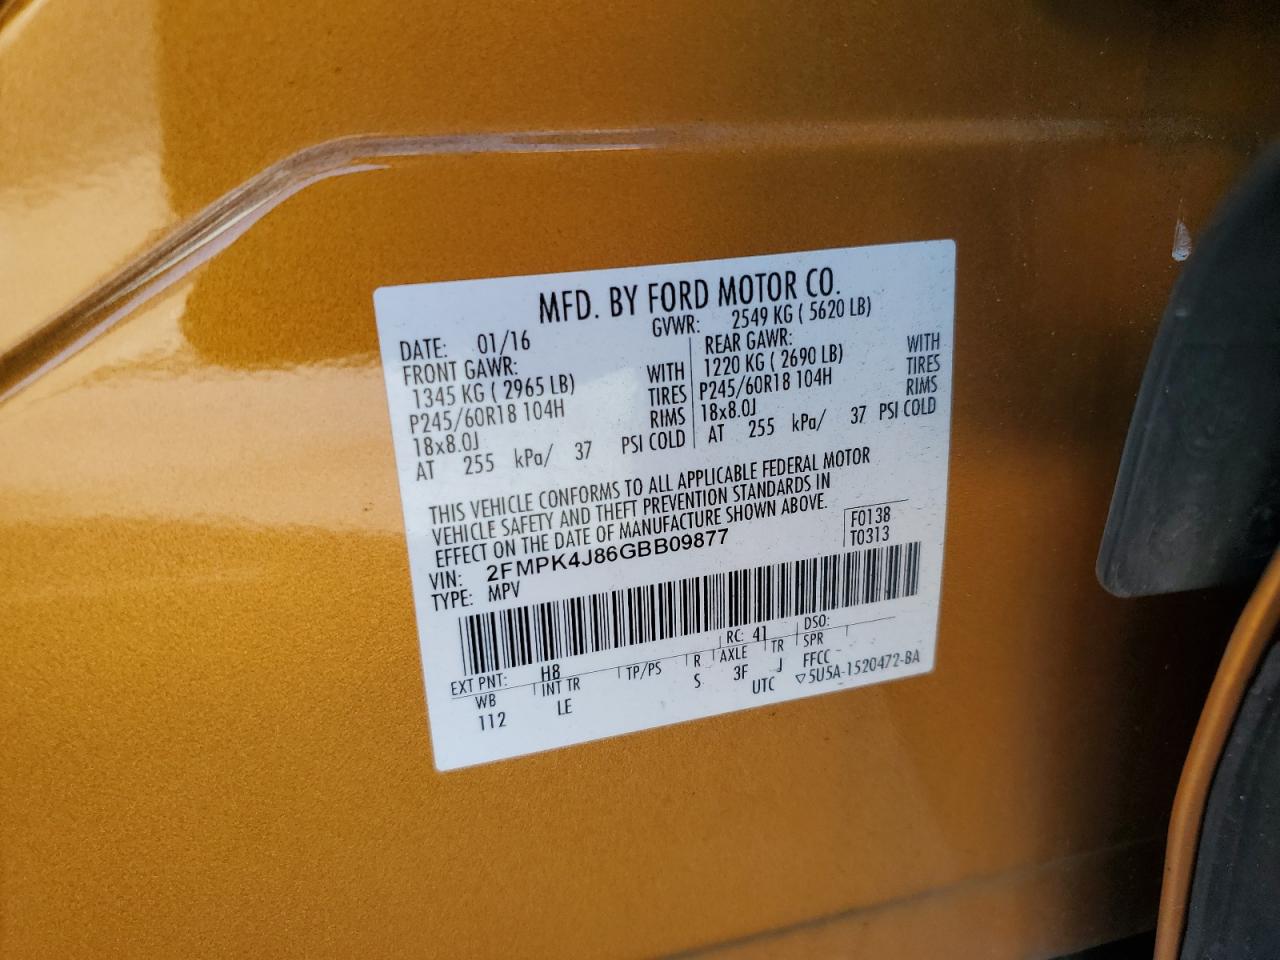 MFD. BY FORD MOTOR CO.
DATE: 01/16 GVWR: 2549 KG ( 5620 LB)
FRONT GAWR:
1345 KG ( 2965 LB) WITH
P245/60R18 104H TIRES
18x8.0J RIMS
AT 255 kPa/ 37 PSI COLD
REAR GAWR:
1220 KG ( 2690 LB) WITH
P245/60R18 104H TIRES
18x8.0J RIMS
AT 255 kPa/ 37 PSI COLD
THIS VEHICLE CONFORMS TO ALL APPLICABLE FEDERAL MOTOR
VEHICLE SAFETY AND THEFT PREVENTION STANDARDS IN
EFFECT ON THE DATE OF MANUFACTURE SHOWN ABOVE.
VIN: 2FMPK4J86GBB09877
TYPE: MPV
F0138
T0313
EXT PNT: H8 RC: 41 DSO:
WB INT TR TP/PS R AXLE TR SPR
112 LE S 3F J FFCC
UTC ▽5U5A-1520472-BA